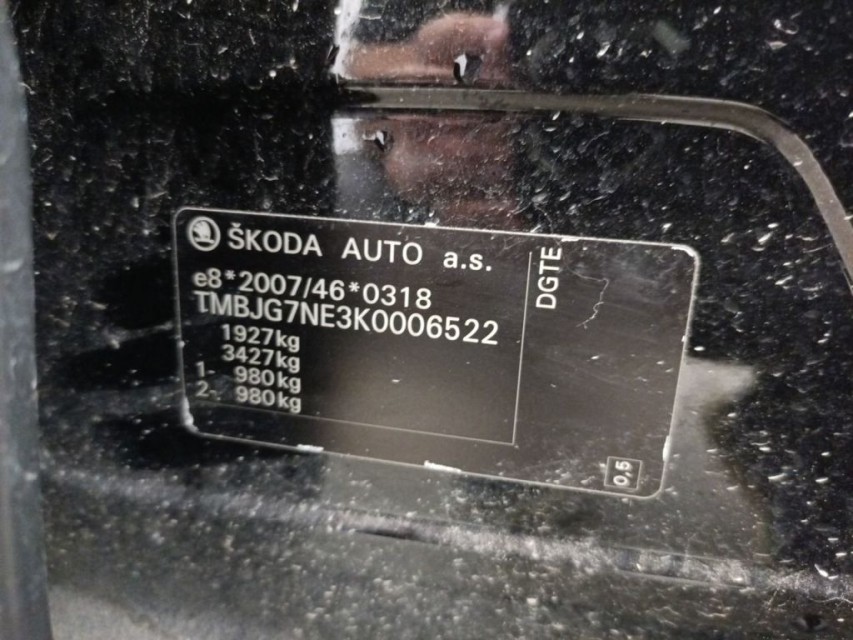 ŠKODA AUTO a.s.
e8*2007/46*0318
TMBJG7NE3K0006522
1927kg
3427kg
1- 980kg
2- 980kg
DGTE
0,5